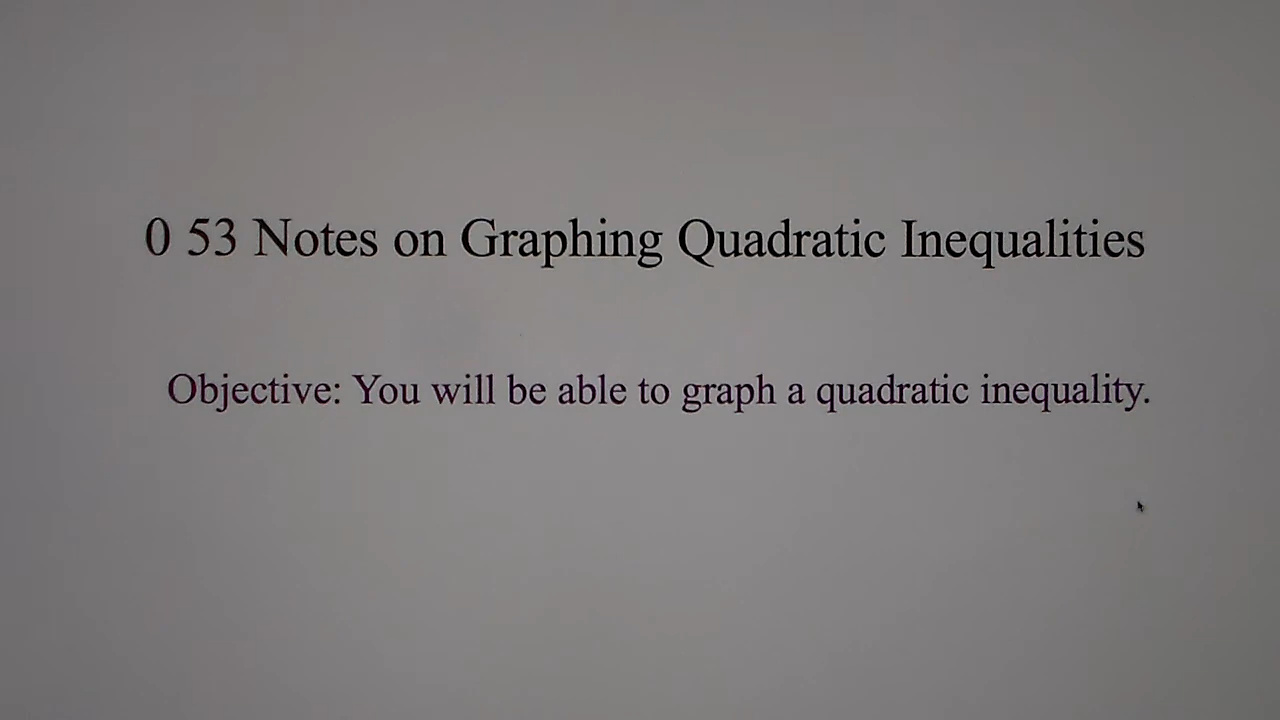 0 53 Notes on Graphing Quadratic Inequalities
Objective: You will be able to graph a quadratic inequality.